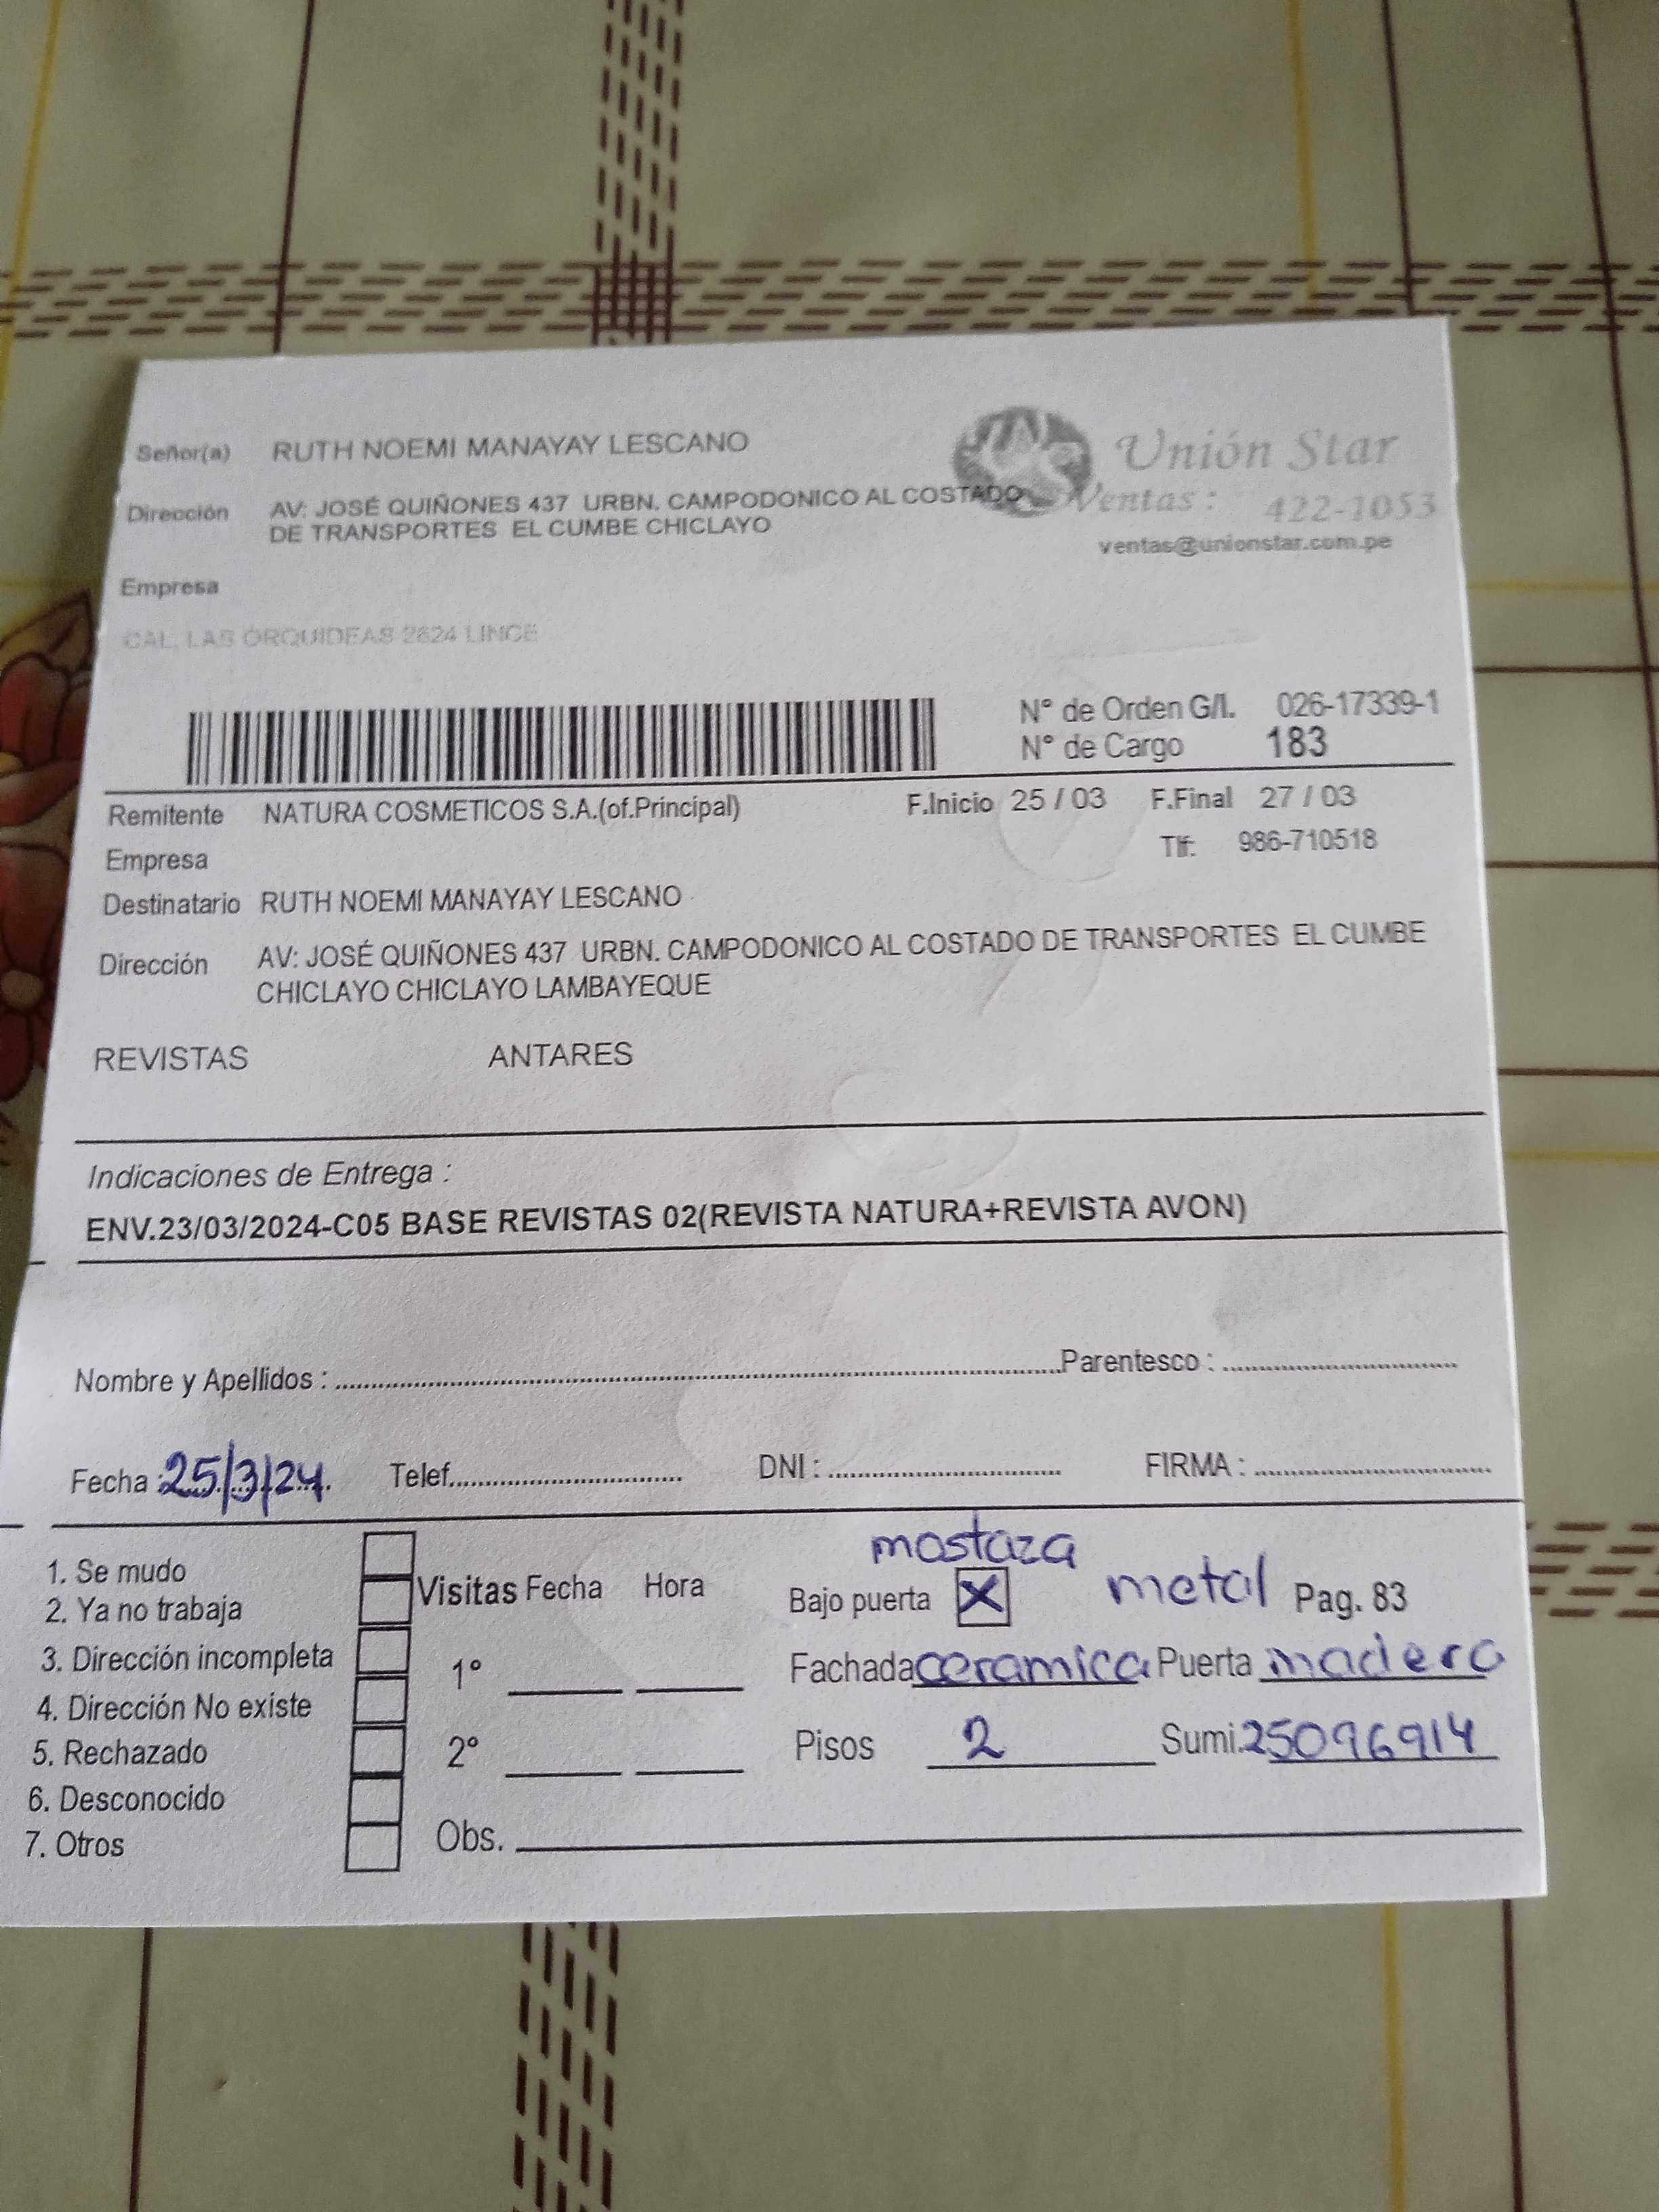 Señor(a) RUTH NOEMI MANAYAY LESCANO
Unión Star
Dirección AV: JOSÉ QUIÑONES 437 URBN. CAMPODONICO AL COSTADO
DE TRANSPORTES EL CUMBE CHICLAYO
Ventas: 422-1053
ventas@unionstar.com.pe
Empresa
CAL. LAS ORQUIDEAS 2624 LINCE
N° de Orden G/I. 026-17339-1
N° de Cargo 183
Remitente NATURA COSMETICOS S.A.(of.Principal) F.Inicio 25 / 03 F.Final 27 / 03
Empresa Tlf: 986-710518
Destinatario RUTH NOEMI MANAYAY LESCANO
Dirección AV: JOSÉ QUIÑONES 437 URBN. CAMPODONICO AL COSTADO DE TRANSPORTES EL CUMBE
CHICLAYO CHICLAYO LAMBAYEQUE
REVISTAS ANTARES
Indicaciones de Entrega :
ENV.23/03/2024-C05 BASE REVISTAS 02(REVISTA NATURA+REVISTA AVON)
Nombre y Apellidos : Parentesco :
Fecha : 25/3/24 Telef. DNI : FIRMA :
mostaza
1. Se mudo
2. Ya no trabaja
3. Dirección incompleta
4. Dirección No existe
5. Rechazado
6. Desconocido
7. Otros
Visitas Fecha Hora
1°
2°
Obs.
Bajo puerta X metal Pag. 83
Fachada ceramica Puerta madera
Pisos 2 Sumi. 25096914